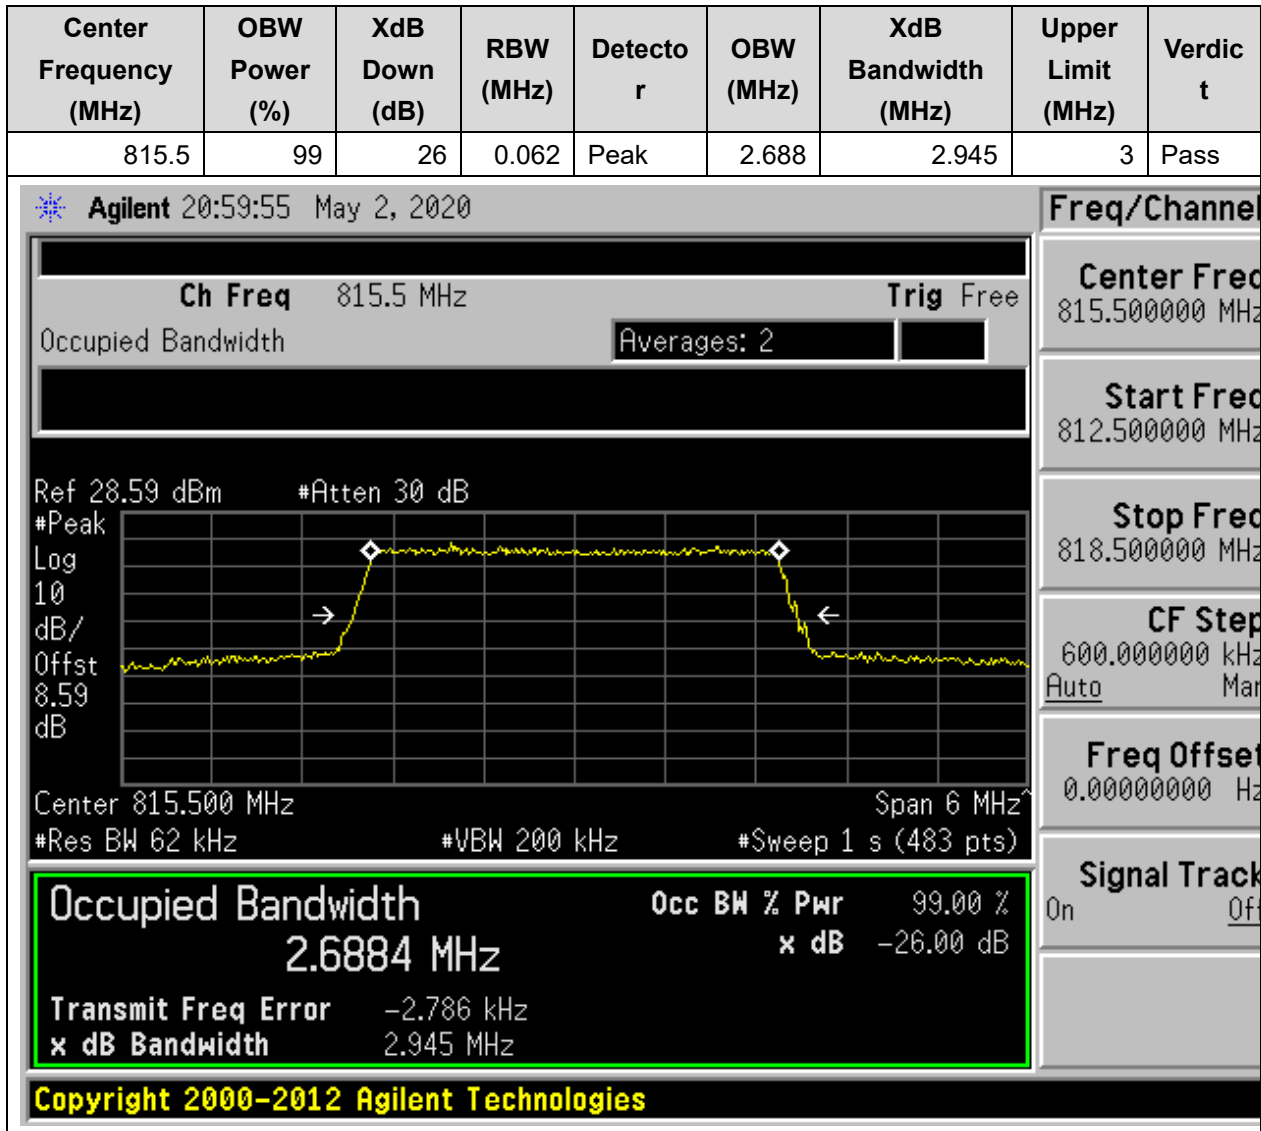 Center Frequency (MHz) OBW Power (%) XdB Down (dB) RBW (MHz) Detector OBW (MHz) XdB Bandwidth (MHz) Upper Limit (MHz) Verdict
815.5 99 26 0.062 Peak 2.688 2.945 3 Pass
Agilent 20:59:55 May 2, 2020
Freq/Channel
Ch Freq 815.5 MHz Trig Free
Occupied Bandwidth Averages: 2
Center Freq
815.500000 MHz
Start Freq
812.500000 MHz
Stop Freq
818.500000 MHz
CF Step
600.000000 kHz
Auto Man
Freq Offset
0.00000000 Hz
Signal Track
On Off
Ref 28.59 dBm #Atten 30 dB
#Peak
Log
10
dB/
Offst
8.59
dB
Center 815.500 MHz Span 6 MHz^
#Res BW 62 kHz #VBW 200 kHz #Sweep 1 s (483 pts)
Occupied Bandwidth Occ BW % Pwr 99.00 %
2.6884 MHz x dB -26.00 dB
Transmit Freq Error -2.786 kHz
x dB Bandwidth 2.945 MHz
Copyright 2000-2012 Agilent Technologies